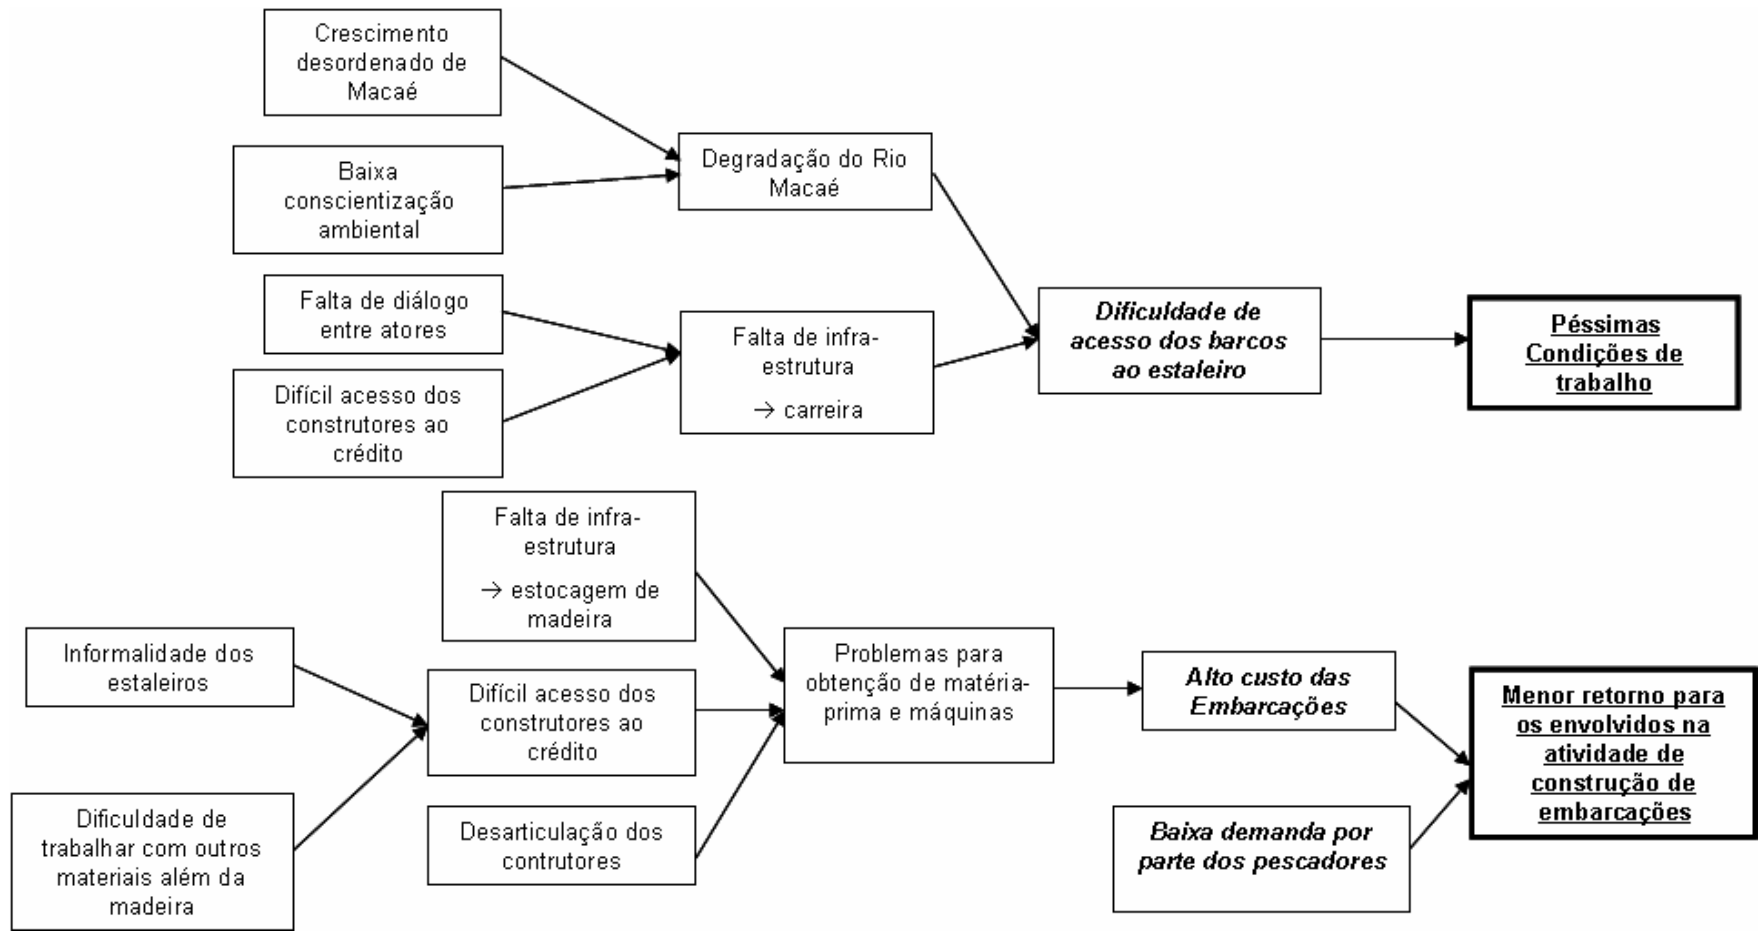 Crescimento
desordenado de
Macaé
Baixa
conscientização
ambiental
Degradação do Rio
Macaé
Falta de diálogo
entre atores
Difícil acesso dos
construtores ao
crédito
Falta de infra-
estrutura
→ carreira
Dificuldade de
acesso dos barcos
ao estaleiro
Péssimas
Condições de
trabalho
Falta de infra-
estrutura
→ estocagem de
madeira
Informalidade dos
estaleiros
Difícil acesso dos
construtores ao
crédito
Dificuldade de
trabalhar com outros
materiais além da
madeira
Desarticulação dos
contrutores
Problemas para
obtenção de matéria-
prima e máquinas
Alto custo das
Embarcações
Baixa demanda por
parte dos pescadores
Menor retorno para
os envolvidos na
atividade de
construção de
embarcações